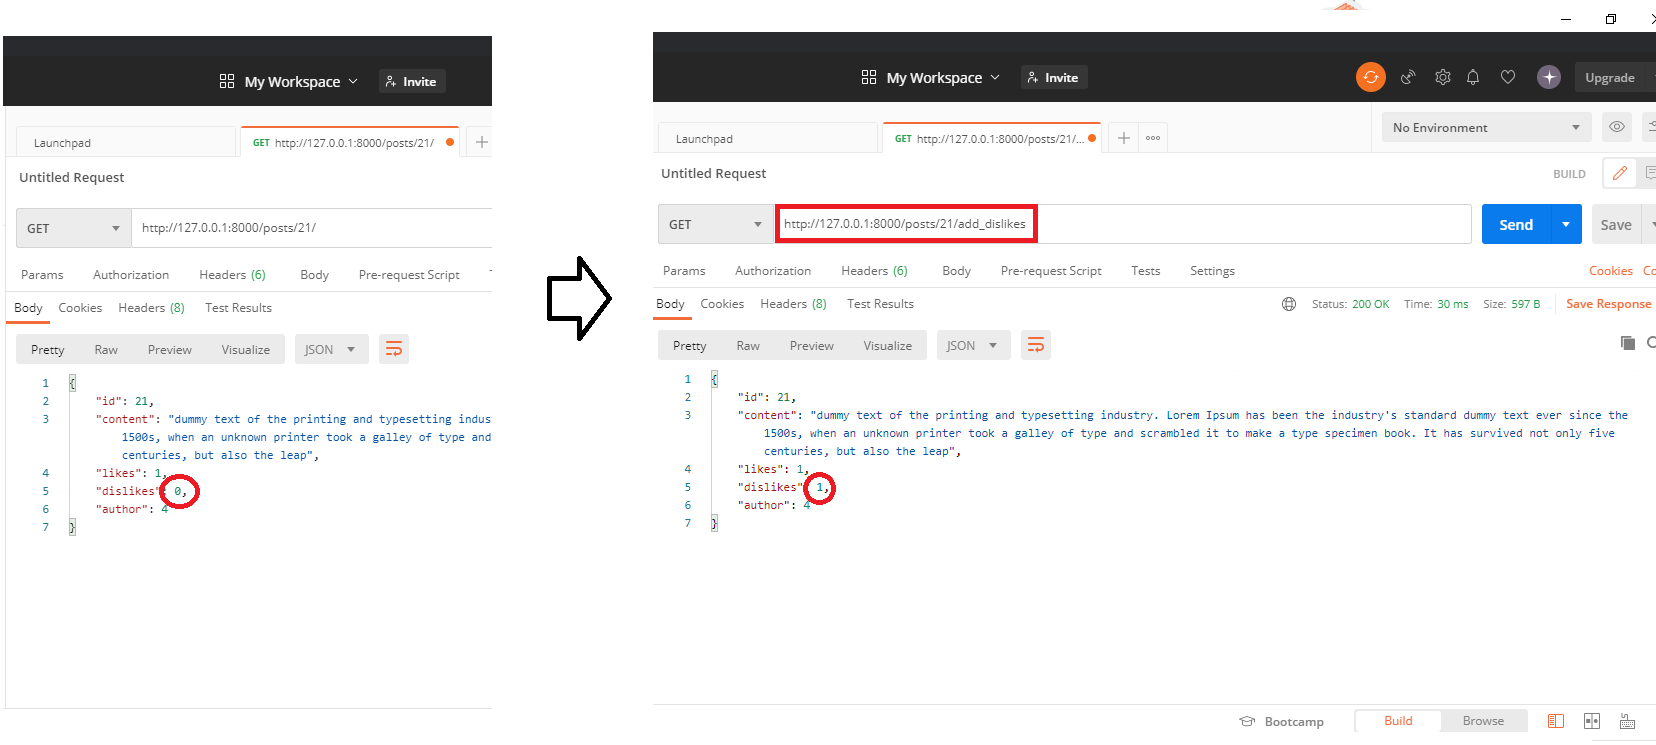 My Workspace
Invite
Launchpad
GET http://127.0.0.1:8000/posts/21/
Untitled Request
GET
http://127.0.0.1:8000/posts/21/
Params Authorization Headers (6) Body Pre-request Script
Body Cookies Headers (8) Test Results
Pretty Raw Preview Visualize JSON
1 {
2 "id": 21,
3 "content": "dummy text of the printing and typesetting indus
1500s, when an unknown printer took a galley of type and
centuries, but also the leap",
4 "likes": 1,
5 "dislikes": 0,
6 "author": 4
7 }
My Workspace
Invite
Upgrade
Launchpad
GET http://127.0.0.1:8000/posts/21/...
No Environment
Untitled Request
BUILD
GET
http://127.0.0.1:8000/posts/21/add_dislikes
Send
Save
Params Authorization Headers (6) Body Pre-request Script Tests Settings
Cookies Co
Body Cookies Headers (8) Test Results
Status: 200 OK Time: 30 ms Size: 597 B
Save Response
Pretty Raw Preview Visualize JSON
1 {
2 "id": 21,
3 "content": "dummy text of the printing and typesetting industry. Lorem Ipsum has been the industry's standard dummy text ever since the
1500s, when an unknown printer took a galley of type and scrambled it to make a type specimen book. It has survived not only five
centuries, but also the leap",
4 "likes": 1,
5 "dislikes": 1,
6 "author": 4
7 }
Bootcamp
Build
Browse